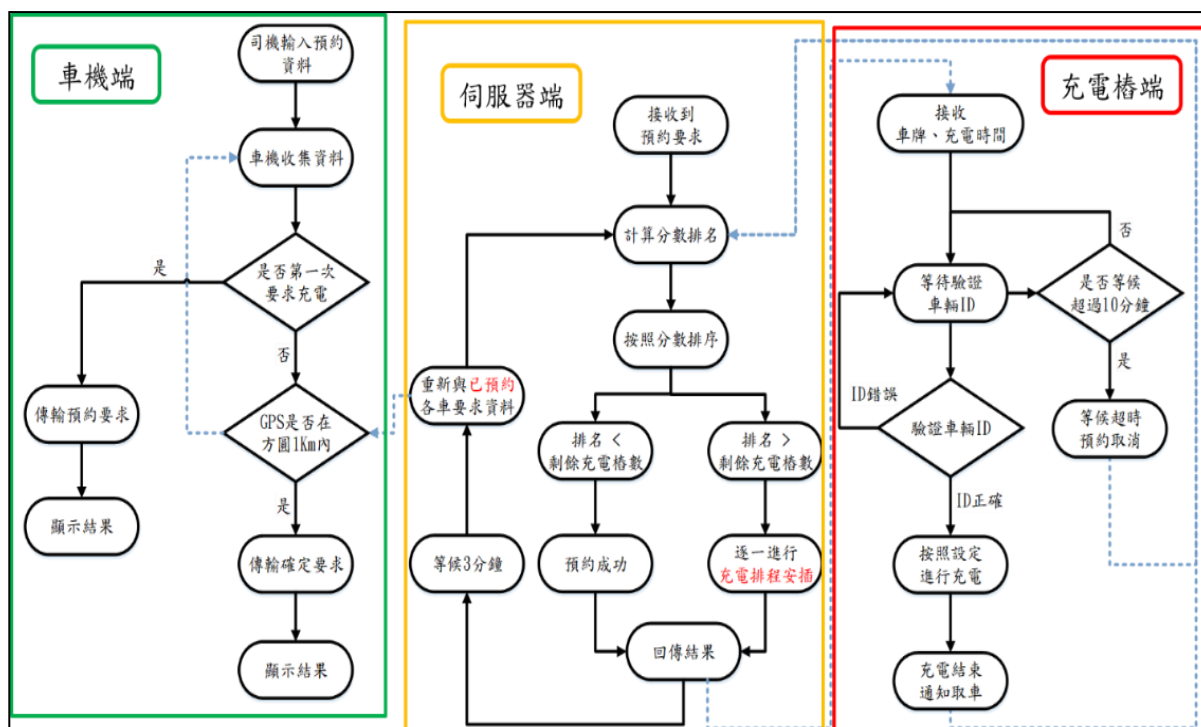 車機端
司機輸入預約
資料
車機收集資料
是否第一次
要求充電
是
否
傳輸預約要求
顯示結果
GPS是否在
方圓1Km內
是
傳輸確定要求
顯示結果
伺服器端
接收到
預約要求
計算分數排名
按照分數排序
重新與已預約
各車要求資料
排名 <
剩餘充電樁數
排名 >
剩餘充電樁數
等候3分鐘
預約成功
逐一進行
充電排程安插
回傳結果
充電樁端
接收
車牌、充電時間
否
等待驗證
車輛ID
是否等候
超過10分鐘
是
ID錯誤
驗證車輛ID
等候超時
預約取消
ID正確
按照設定
進行充電
充電結束
通知取車